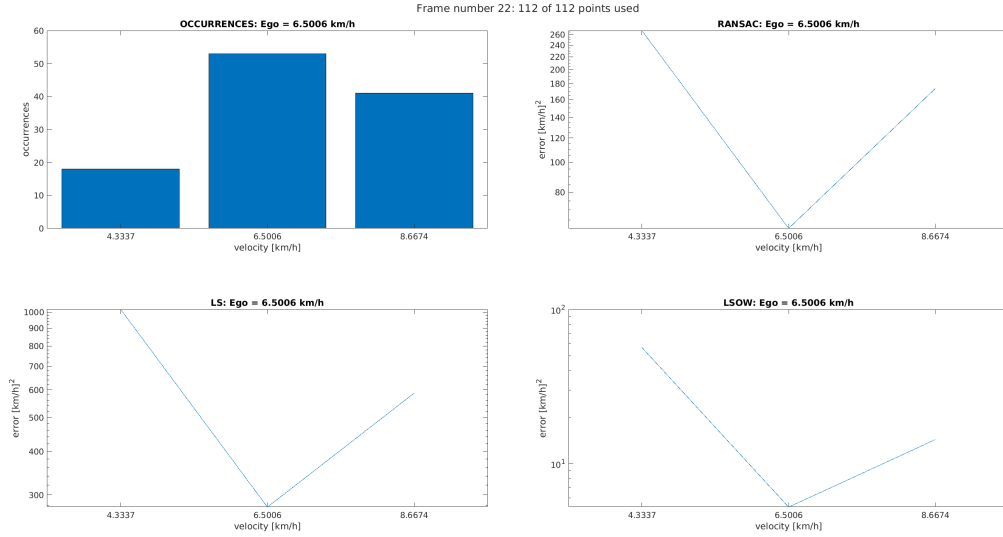 Frame number 22: 112 of 112 points used
OCCURRENCES: Ego = 6.5006 km/h
60
50
40
30
20
10
0
occurrences
4.3337 6.5006 8.6674
velocity [km/h]
RANSAC: Ego = 6.5006 km/h
260
240
220
200
180
160
140
120
100
80
error [km/h]²
4.3337 6.5006 8.6674
velocity [km/h]
LS: Ego = 6.5006 km/h
1000
900
800
700
600
500
400
300
error [km/h]²
4.3337 6.5006 8.6674
velocity [km/h]
LSOW: Ego = 6.5006 km/h
10²
10¹
error [km/h]²
4.3337 6.5006 8.6674
velocity [km/h]